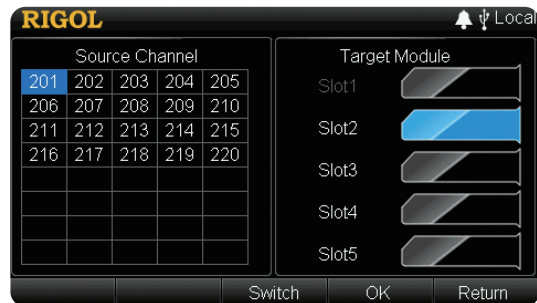 RIGOL Local
Source Channel
201 202 203 204 205
206 207 208 209 210
211 212 213 214 215
216 217 218 219 220
Target Module
Slot1
Slot2
Slot3
Slot4
Slot5
Switch OK Return